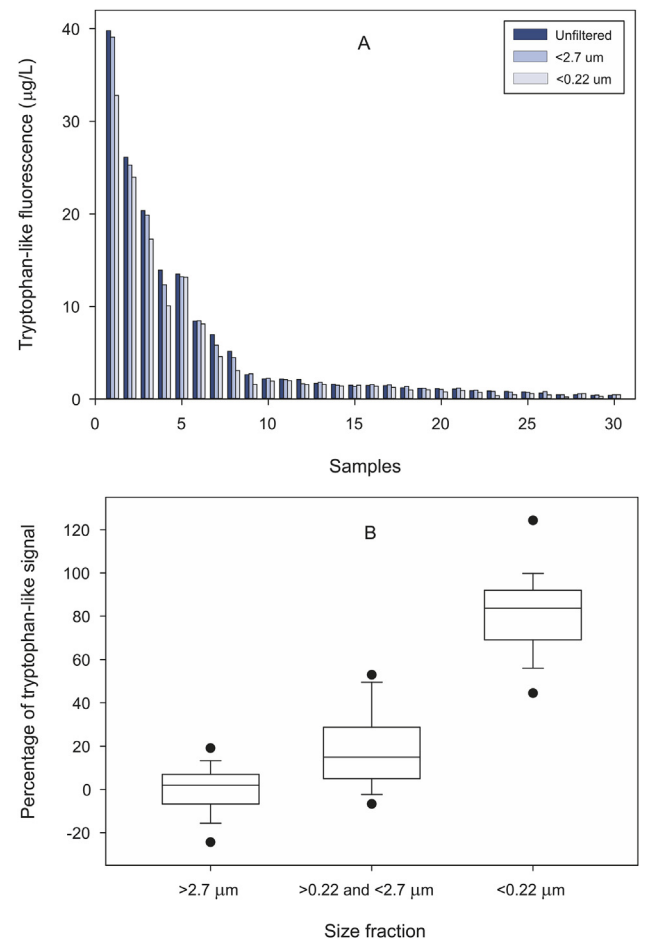 A
Unfiltered
<2.7 um
<0.22 um
Tryptophan-like fluorescence (µg/L)
40
30
20
10
0
0 5 10 15 20 25 30
Samples
B
Percentage of tryptophan-like signal
120
100
80
60
40
20
0
-20
>2.7 µm >0.22 and <2.7 µm <0.22 µm
Size fraction